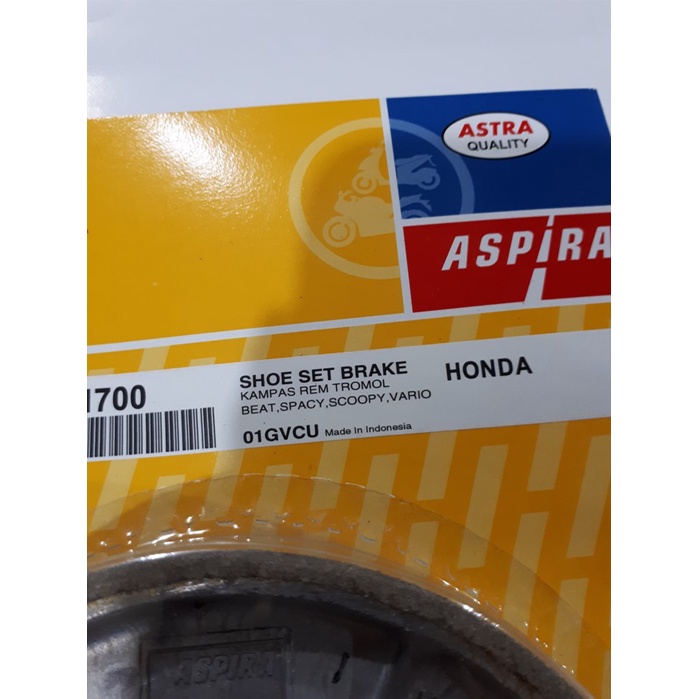 ASTRA
QUALITY
ASPIRA
1700
SHOE SET BRAKE
KAMPAS REM TROMOL
BEAT,SPACY,SCOOPY,VARIO
01GVCU Made In Indonesia
HONDA
ASPIRA